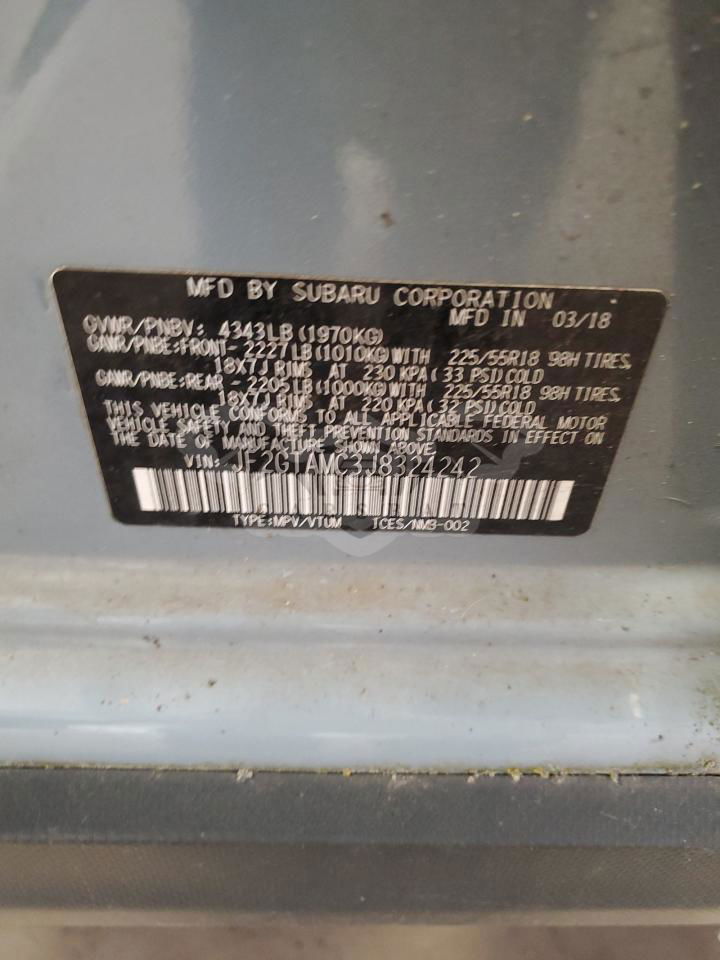 MFD BY SUBARU CORPORATION
MFD IN 03/18
GVWR/PNBV: 4343LB(1970KG)
GAWR/PNBE:FRONT-2227LB(1010KG)WITH 225/55R18 98H TIRES,
18X7J RIMS AT 230 KPA(33 PSI)COLD
GAWR/PNBE:REAR -2205LB(1000KG)WITH 225/55R18 98H TIRES,
18X7J RIMS AT 220 KPA(32 PSI)COLD
THIS VEHICLE CONFORMS TO ALL APPLICABLE FEDERAL MOTOR
VEHICLE SAFETY AND THEFT PREVENTION STANDARDS IN EFFECT
ON THE DATE OF MANUFACTURE SHOWN ABOVE.
VIN: JF2GTAMC3J8324242
TYPE:MPV/VTUM TCES/NM3-002